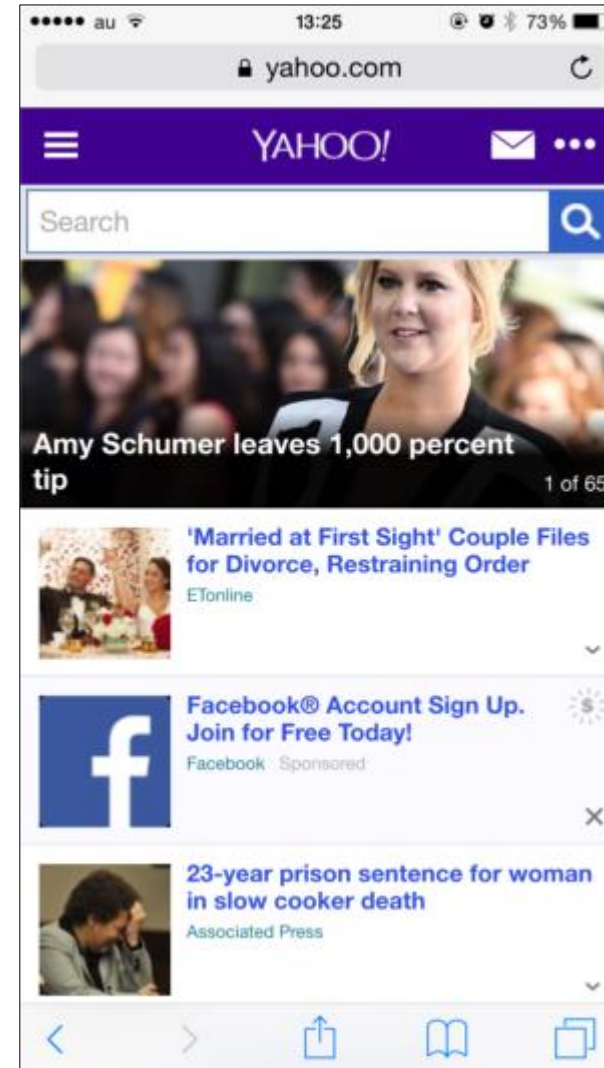 au 13:25 73%
yahoo.com
YAHOO!
Search
Amy Schumer leaves 1,000 percent
tip
1 of 65
'Married at First Sight' Couple Files
for Divorce, Restraining Order
ETonline
Facebook® Account Sign Up.
Join for Free Today!
Facebook Sponsored
$
f
23-year prison sentence for woman
in slow cooker death
Associated Press